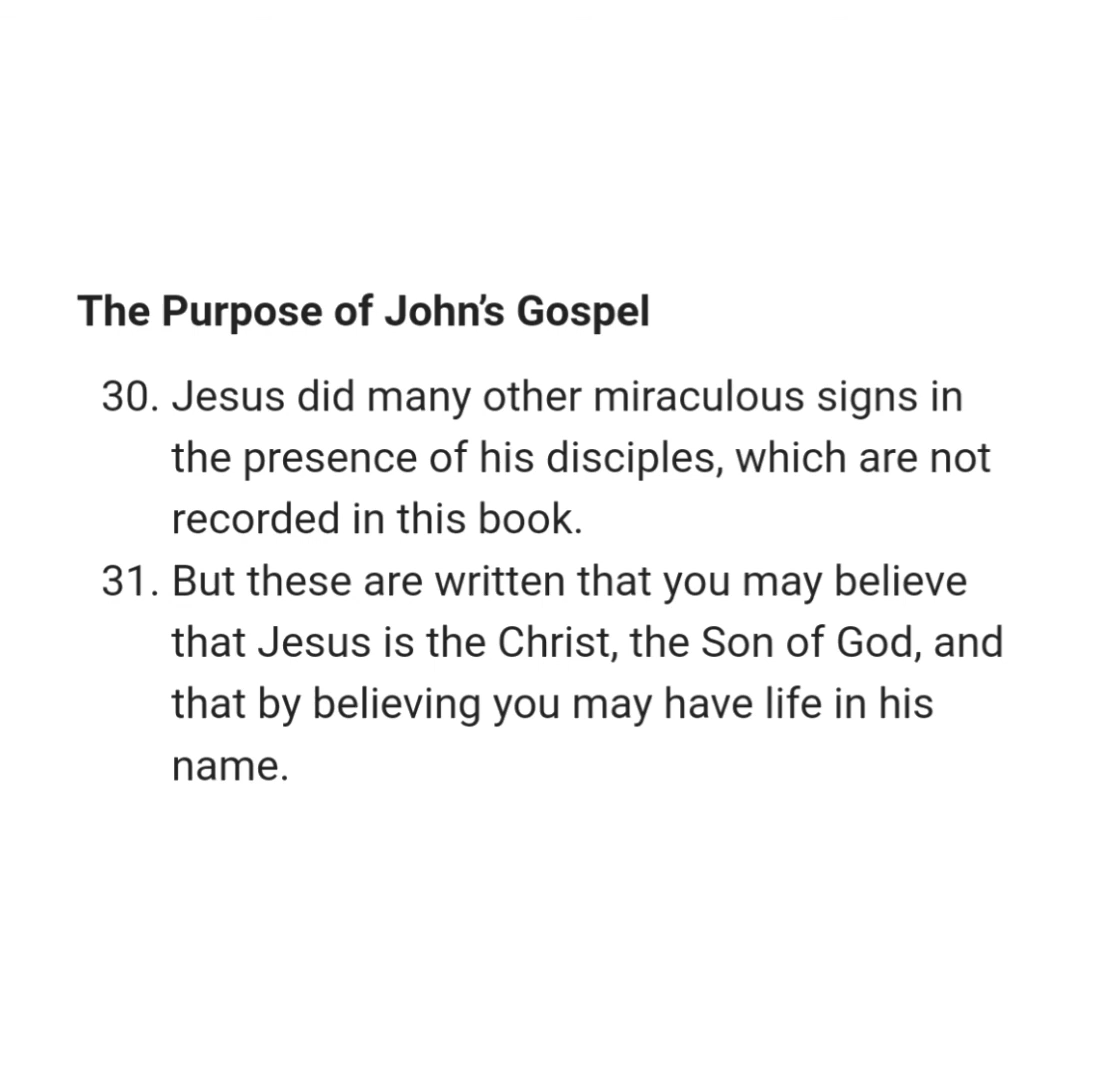 The Purpose of John’s Gospel
30. Jesus did many other miraculous signs in
the presence of his disciples, which are not
recorded in this book.
31. But these are written that you may believe
that Jesus is the Christ, the Son of God, and
that by believing you may have life in his
name.